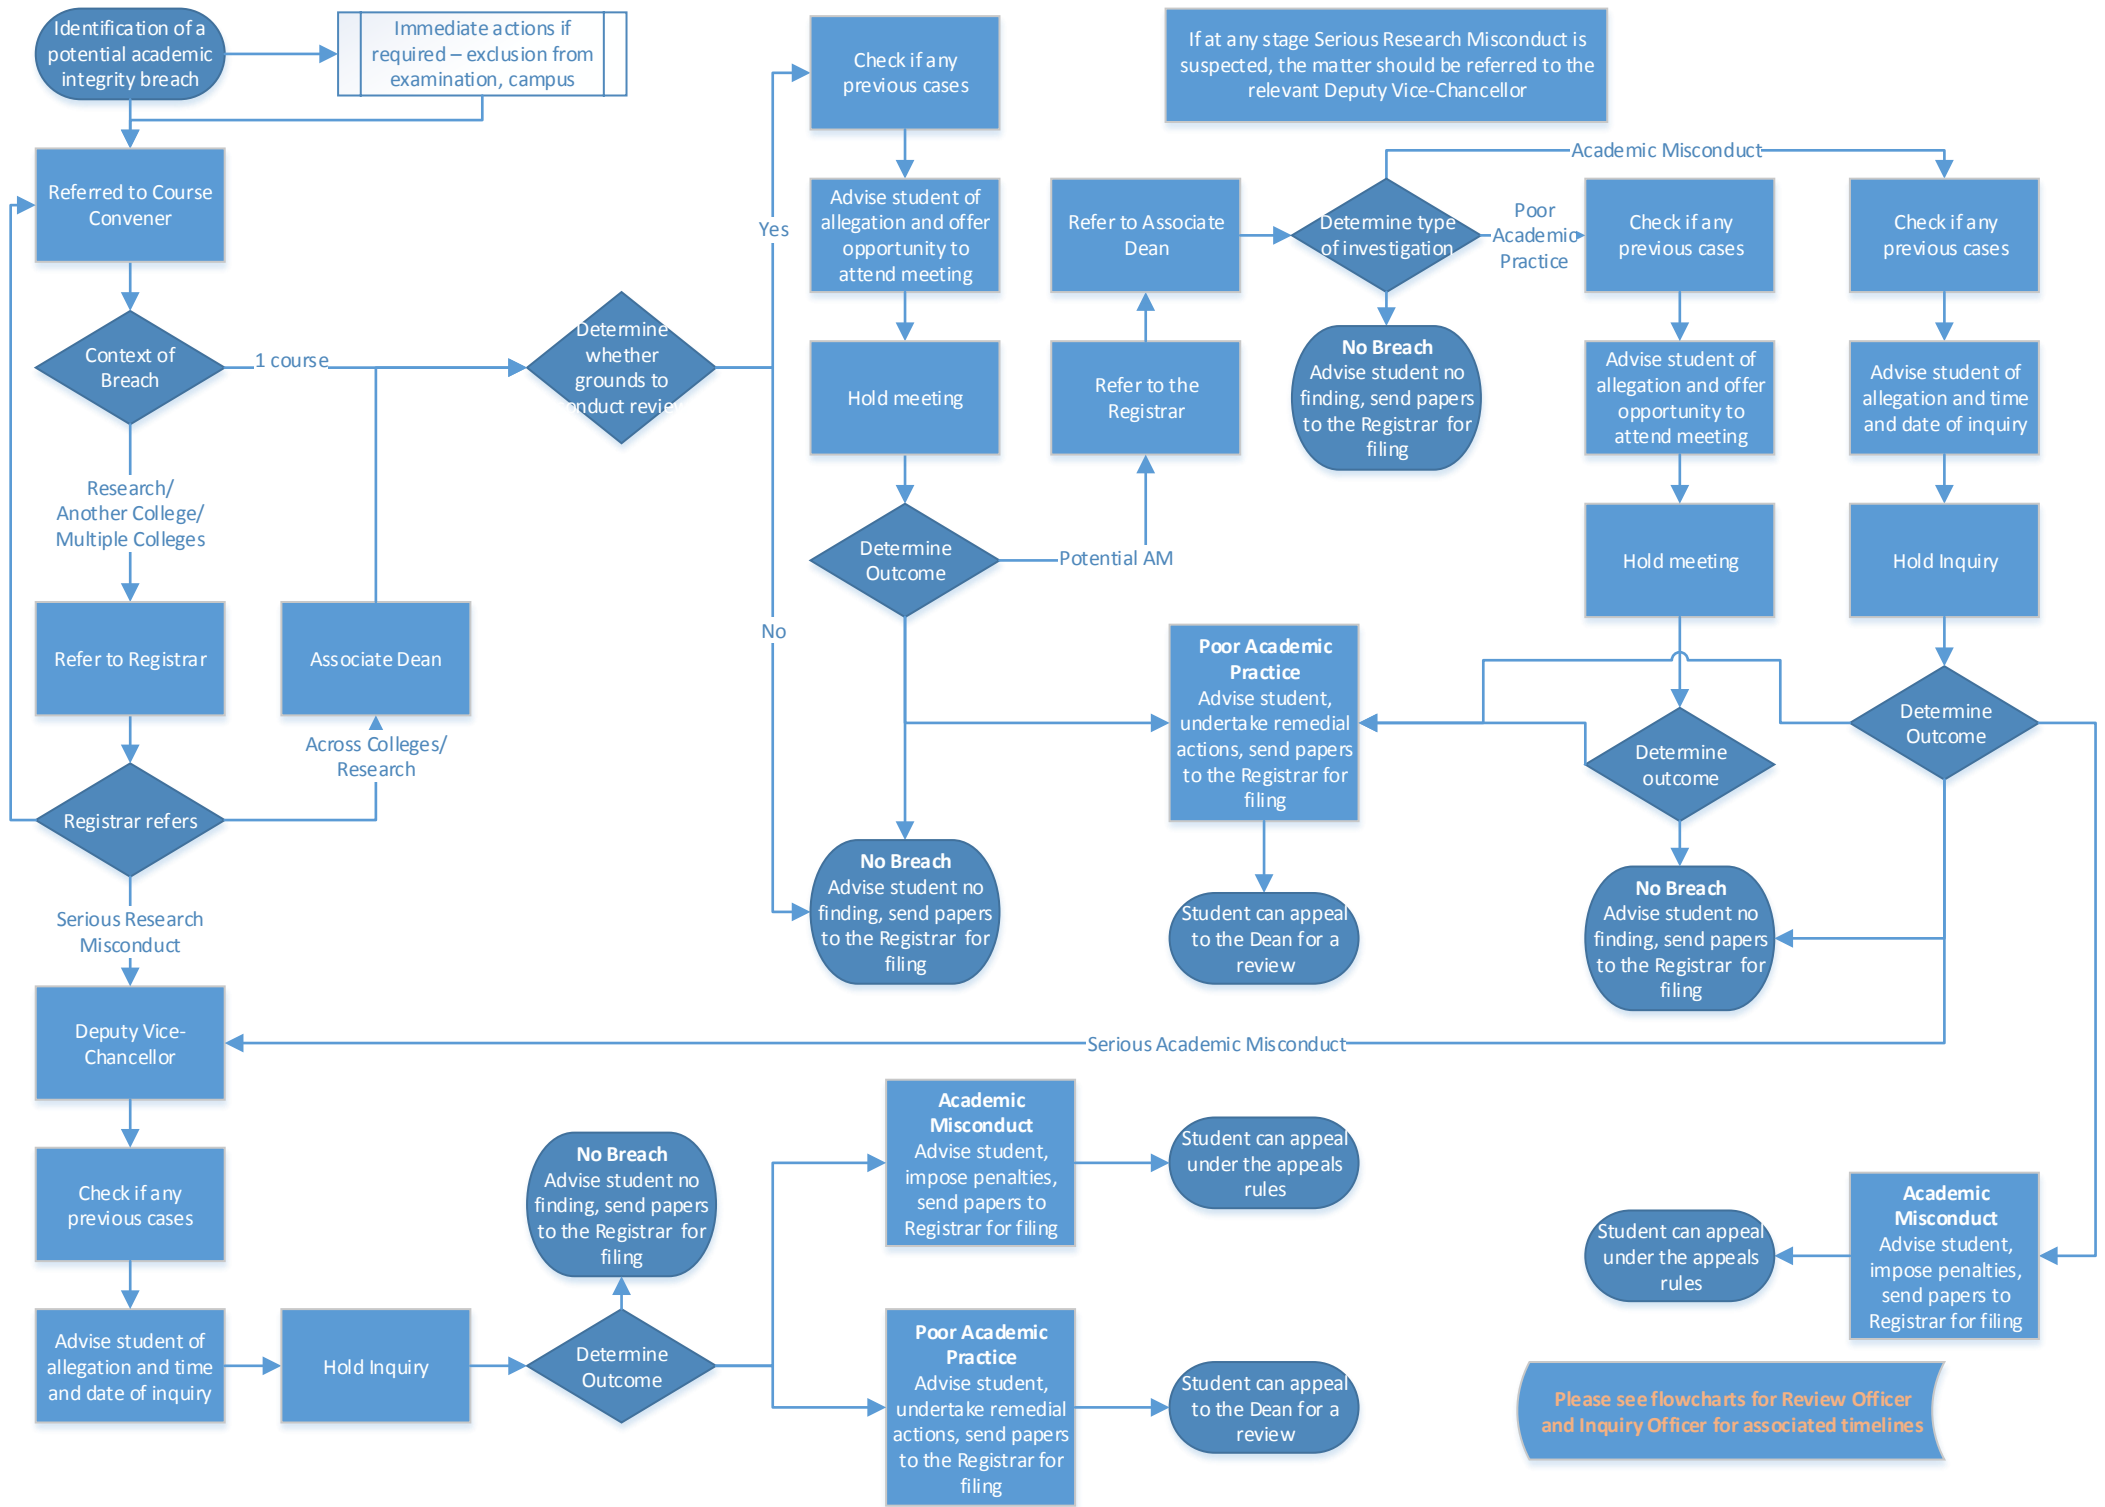 Identification of a
potential academic
integrity breach
Immediate actions if
required – exclusion from
examination, campus
Check if any
previous cases
If at any stage Serious Research Misconduct is
suspected, the matter should be referred to the
relevant Deputy Vice-Chancellor
Academic Misconduct
Referred to Course
Convener
Yes
Advise student of
allegation and offer
opportunity to
attend meeting
Refer to Associate
Dean
Determine type
of investigation
Poor
Academic
Practice
Check if any
previous cases
Check if any
previous cases
Context of
Breach
1 course
Determine
whether
grounds to
conduct review
Hold meeting
Refer to the
Registrar
No Breach
Advise student no
finding, send papers
to the Registrar for
filing
Advise student of
allegation and offer
opportunity to
attend meeting
Advise student of
allegation and time
and date of inquiry
Research/
Another College/
Multiple Colleges
Determine
Outcome
Potential AM
Hold meeting
Hold Inquiry
No
Refer to Registrar
Associate Dean
Poor Academic
Practice
Advise student,
undertake remedial
actions, send papers
to the Registrar for
filing
Determine
outcome
Determine
Outcome
Across Colleges/
Research
Registrar refers
No Breach
Advise student no
finding, send papers
to the Registrar for
filing
Student can appeal
to the Dean for a
review
No Breach
Advise student no
finding, send papers
to the Registrar for
filing
Serious Research
Misconduct
Deputy Vice-
Chancellor
Serious Academic Misconduct
Check if any
previous cases
No Breach
Advise student no
finding, send papers
to the Registrar for
filing
Academic
Misconduct
Advise student,
impose penalties,
send papers to
Registrar for filing
Student can appeal
under the appeals
rules
Student can appeal
under the appeals
rules
Academic
Misconduct
Advise student,
impose penalties,
send papers to
Registrar for filing
Advise student of
allegation and time
and date of inquiry
Hold Inquiry
Determine
Outcome
Poor Academic
Practice
Advise student,
undertake remedial
actions, send papers
to the Registrar for
filing
Student can appeal
to the Dean for a
review
Please see flowcharts for Review Officer
and Inquiry Officer for associated timelines